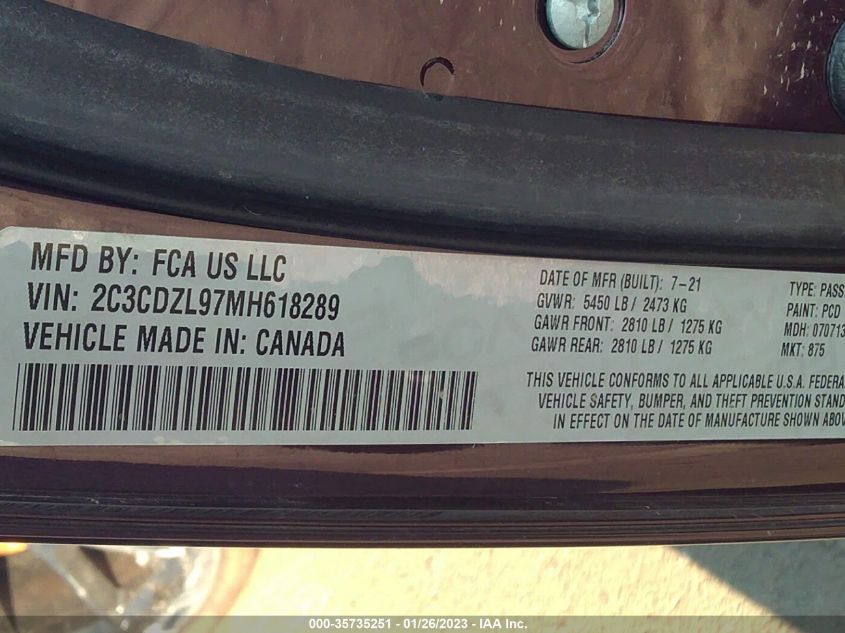 MFD BY: FCA US LLC
VIN: 2C3CDZL97MH618289
VEHICLE MADE IN: CANADA
DATE OF MFR (BUILT): 7-21
GVWR: 5450 LB / 2473 KG
GAWR FRONT: 2810 LB / 1275 KG
GAWR REAR: 2810 LB / 1275 KG
TYPE: PASS
PAINT: PCD
MDH: 070713
MKT: 875
THIS VEHICLE CONFORMS TO ALL APPLICABLE U.S.A. FEDERA
VEHICLE SAFETY, BUMPER, AND THEFT PREVENTION STAND
IN EFFECT ON THE DATE OF MANUFACTURE SHOWN ABOV
000-35735251 - 01/26/2023 - IAA Inc.